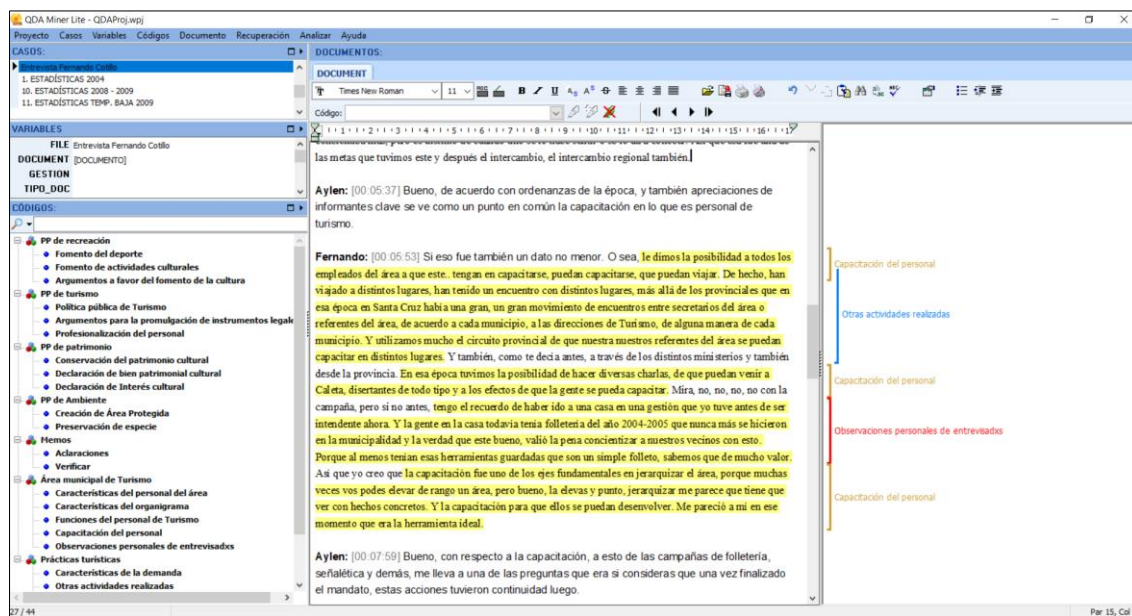 QDA Miner Lite - QDAProj.wpj
Proyecto Casos Variables Códigos Documento Recuperación Analizar Ayuda
CASOS:
Entrevista Fernando Cotillo
1. ESTADÍSTICAS 2004
10. ESTADÍSTICAS 2008 - 2009
11. ESTADÍSTICAS TEMP. BAJA 2009
VARIABLES
FILE Entrevista Fernando Cotillo
DOCUMENT [DOCUMENTO]
GESTION
TIPO_DOC
CÓDIGOS:
PP de recreación
Fomento del deporte
Fomento de actividades culturales
Argumentos a favor del fomento de la cultura
PP de turismo
Política pública de Turismo
Argumentos para la promulgación de instrumentos legale
Profesionalización del personal
PP de patrimonio
Conservación del patrimonio cultural
Declaración de bien patrimonial cultural
Declaración de Interés cultural
PP de Ambiente
Creación de Área Protegida
Preservación de especie
Memos
Aclaraciones
Verificar
Área municipal de Turismo
Características del personal del área
Características del organigrama
Funciones del personal de Turismo
Capacitación del personal
Observaciones personales de entrevisadxs
Prácticas turísticas
Características de la demanda
Otras actividades realizadas
27 / 44
DOCUMENTOS:
DOCUMENT
Times New Roman 11
Código:
1 2 3 4 5 6 7 8 9 10 11 12 13 14 15 16 17
las metas que tuvimos este y después el intercambio, el intercambio regional también.
Aylen: [00:05:37] Bueno, de acuerdo con ordenanzas de la época, y también apreciaciones de
informantes clave se ve como un punto en común la capacitación en lo que es personal de
turismo.
Fernando: [00:05:53] Si eso fue también un dato no menor. O sea, le dimos la posibilidad a todos los
empleados del área a que este.. tengan en capacitarse, puedan capacitarse, que puedan viajar. De hecho, han
viajado a distintos lugares, han tenido un encuentro con distintos lugares, más allá de los provinciales que en
esa época en Santa Cruz había una gran, un gran movimiento de encuentros entre secretarios del área o
referentes del área, de acuerdo a cada municipio, a las direcciones de Turismo, de alguna manera de cada
municipio. Y utilizamos mucho el circuito provincial de que nuestra nuestros referentes del área se puedan
capacitar en distintos lugares. Y también, como te decía antes, a través de los distintos ministerios y también
desde la provincia. En esa época tuvimos la posibilidad de hacer diversas charlas, de que puedan venir a
Caleta, disertantes de todo tipo y a los efectos de que la gente se pueda capacitar. Mira, no, no, no, no con la
campaña, pero si no antes, tengo el recuerdo de haber ido a una casa en una gestión que yo tuve antes de ser
intendente ahora. Y la gente en la casa todavía tenia folletería del año 2004-2005 que nunca más se hicieron
en la municipalidad y la verdad que este bueno, valió la pena concientizar a nuestros vecinos con esto.
Porque al menos tenían esas herramientas guardadas que son un simple folleto, sabemos que de mucho valor.
Así que yo creo que la capacitación fue uno de los ejes fundamentales en jerarquizar el área, porque muchas
veces vos podes elevar de rango un área, pero bueno, la elevas y punto, jerarquizar me parece que tiene que
ver con hechos concretos. Y la capacitación para que ellos se puedan desenvolver. Me pareció a mi en ese
momento que era la herramienta ideal.
Aylen: [00:07:59] Bueno, con respecto a la capacitación, a esto de las campañas de folletería,
señalética y demás, me lleva a una de las preguntas que era si consideras que una vez finalizado
el mandato, estas acciones tuvieron continuidad luego.
Capacitación del personal
Otras actividades realizadas
Capacitación del personal
Observaciones personales de entrevisadxs
Capacitación del personal
Par 15, Col